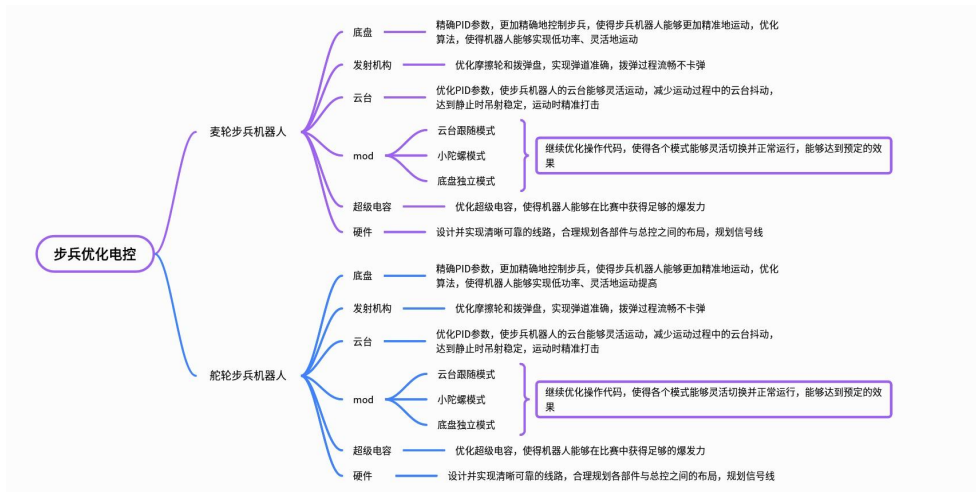 步兵优化电控
麦轮步兵机器人
底盘
精确PID参数，更加精确地控制步兵，使得步兵机器人能够更加精准地运动，优化
算法，使得机器人能够实现低功率、灵活地运动
发射机构
优化摩擦轮和拨弹盘，实现弹道准确，拨弹过程流畅不卡弹
云台
优化PID参数，使步兵机器人的云台能够灵活运动，减少运动过程中的云台抖动，
达到静止时吊射稳定，运动时精准打击
mod
云台跟随模式
小陀螺模式
底盘独立模式
继续优化操作代码，使得各个模式能够灵活切换并正常运行，能够达到预定的效
果
超级电容
优化超级电容，使得机器人能够在比赛中获得足够的爆发力
硬件
设计并实现清晰可靠的线路，合理规划各部件与总控之间的布局，规划信号线
舵轮步兵机器人
底盘
精确PID参数，更加精确地控制步兵，使得步兵机器人能够更加精准地运动，优化
算法，使得机器人能够实现低功率、灵活地运动提高
发射机构
优化摩擦轮和拨弹盘，实现弹道准确，拨弹过程流畅不卡弹
云台
优化PID参数，使步兵机器人的云台能够灵活运动，减少运动过程中的云台抖动，
达到静止时吊射稳定，运动时精准打击
mod
云台跟随模式
小陀螺模式
底盘独立模式
继续优化操作代码，使得各个模式能够灵活切换并正常运行，能够达到预定的效
果
超级电容
优化超级电容，使得机器人能够在比赛中获得足够的爆发力
硬件
设计并实现清晰可靠的线路，合理规划各部件与总控之间的布局，规划信号线